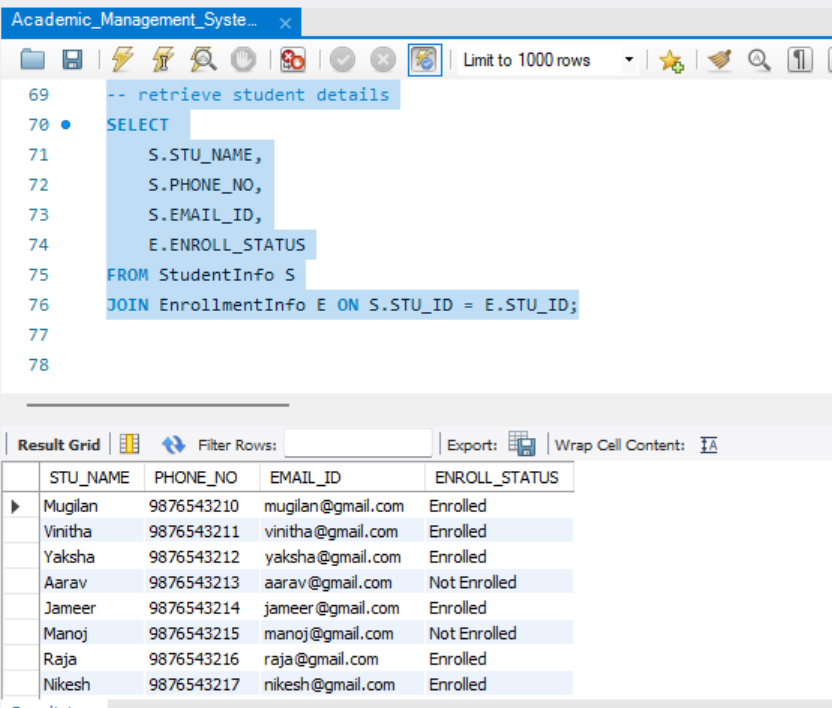 Academic_Management_Syste...
Limit to 1000 rows
69 -- retrieve student details
70 SELECT
71 S.STU_NAME,
72 S.PHONE_NO,
73 S.EMAIL_ID,
74 E.ENROLL_STATUS
75 FROM StudentInfo S
76 JOIN EnrollmentInfo E ON S.STU_ID = E.STU_ID;
77
78
Result Grid Filter Rows: Export: Wrap Cell Content:
STU_NAME PHONE_NO EMAIL_ID ENROLL_STATUS
Mugilan 9876543210 mugilan@gmail.com Enrolled
Vinitha 9876543211 vinitha@gmail.com Enrolled
Yaksha 9876543212 yaksha@gmail.com Enrolled
Aarav 9876543213 aarav@gmail.com Not Enrolled
Jameer 9876543214 jameer@gmail.com Enrolled
Manoj 9876543215 manoj@gmail.com Not Enrolled
Raja 9876543216 raja@gmail.com Enrolled
Nikesh 9876543217 nikesh@gmail.com Enrolled